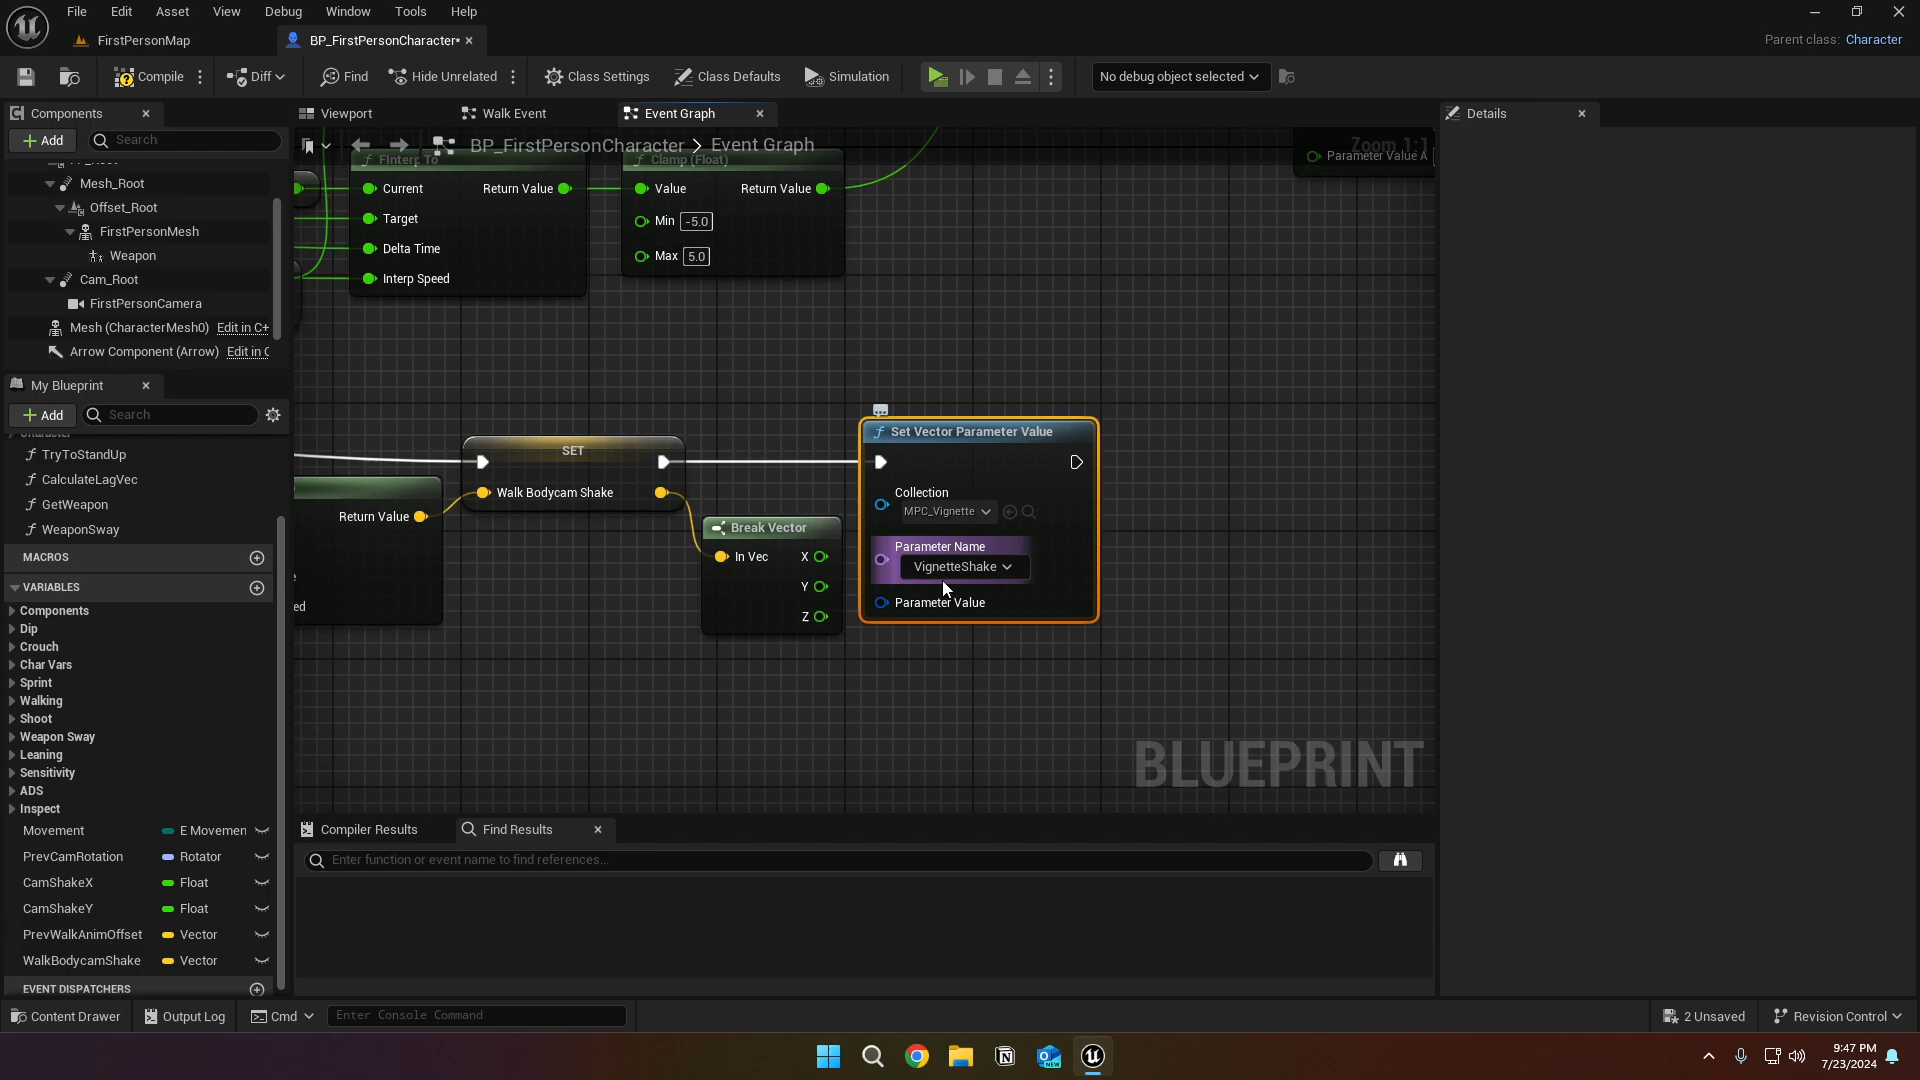 File Edit Asset View Debug Window Tools Help
FirstPersonMap
BP_FirstPersonCharacter*
Parent class: Character
Compile
Diff
Find
Hide Unrelated
Class Settings
Class Defaults
Simulation
No debug object selected
Components
Add
Search
Mesh_Root
Offset_Root
FirstPersonMesh
Weapon
Cam_Root
FirstPersonCamera
Mesh (CharacterMesh0) Edit in C+
Arrow Component (Arrow) Edit in C
My Blueprint
Add
Search
Character
TryToStandUp
CalculateLagVec
GetWeapon
WeaponSway
MACROS
VARIABLES
Components
Dip
Crouch
Char Vars
Sprint
Walking
Shoot
Weapon Sway
Leaning
Sensitivity
ADS
Inspect
Movement E Movemen
PrevCamRotation Rotator
CamShakeX Float
CamShakeY Float
PrevWalkAnimOffset Vector
WalkBodycamShake Vector
EVENT DISPATCHERS
Viewport
Walk Event
Event Graph
BP_FirstPersonCharacter > Event Graph
Zoom 1:1
FInterp To
Current Return Value
Target
Delta Time
Interp Speed
Clamp (Float)
Value Return Value
Min -5.0
Max 5.0
Parameter Value A
Return Value
e
ed
SET
Walk Bodycam Shake
Break Vector
In Vec X
Y
Z
Set Vector Parameter Value
Collection
MPC_Vignette
Parameter Name
VignetteShake
Parameter Value
BLUEPRINT
Compiler Results
Find Results
Enter function or event name to find references...
Details
Content Drawer
Output Log
Cmd
Enter Console Command
2 Unsaved
Revision Control
9:47 PM
7/23/2024